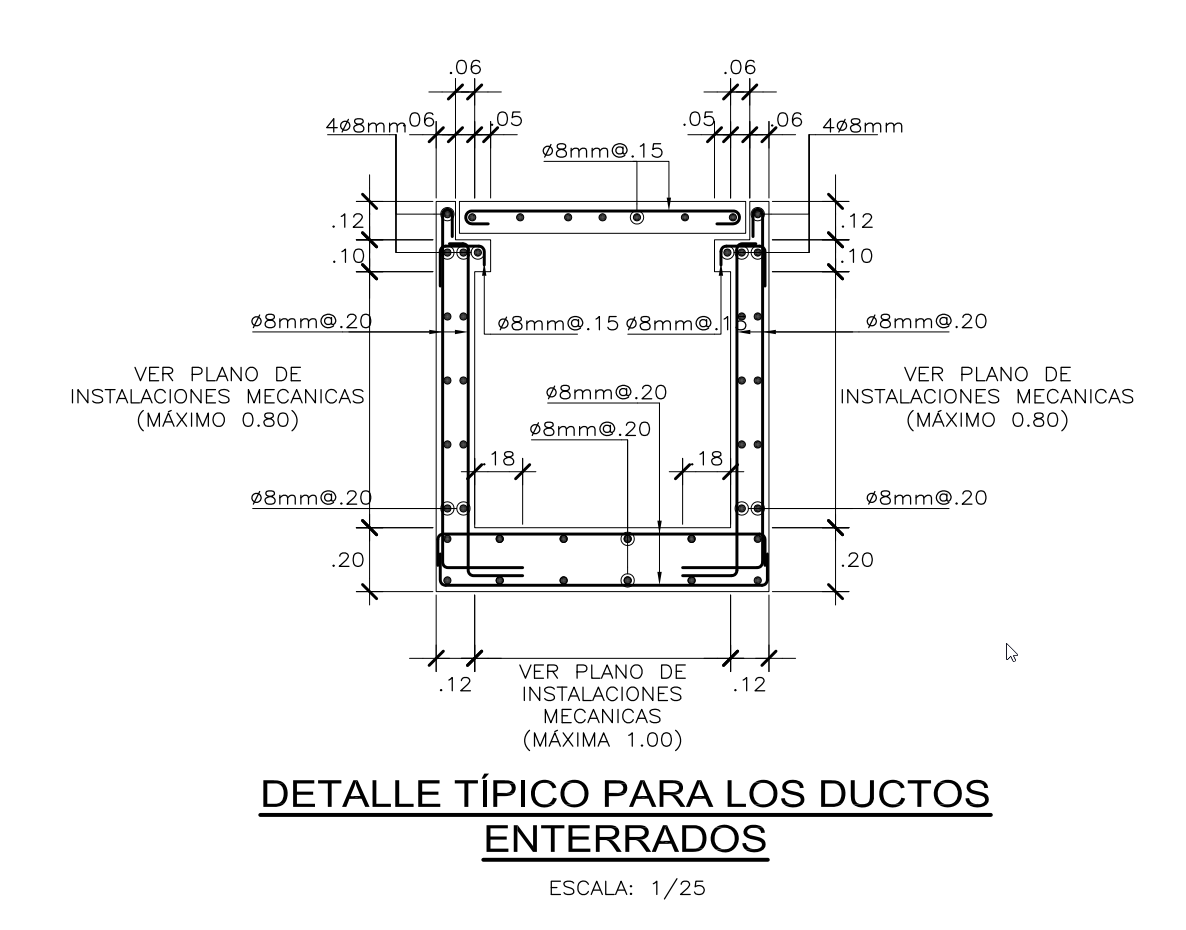 .06
.06
4ø8mm
.06
.05
.05
.06
4ø8mm
ø8mm@.15
.12
.12
.10
.10
ø8mm@.20
ø8mm@.15
ø8mm@.15
ø8mm@.20
VER PLANO DE
INSTALACIONES MECANICAS
(MÁXIMO 0.80)
VER PLANO DE
INSTALACIONES MECANICAS
(MÁXIMO 0.80)
ø8mm@.20
ø8mm@.20
.18
.18
ø8mm@.20
ø8mm@.20
.20
.20
.12
VER PLANO DE
INSTALACIONES
MECANICAS
(MÁXIMA 1.00)
.12
DETALLE TÍPICO PARA LOS DUCTOS
ENTERRADOS
ESCALA: 1/25